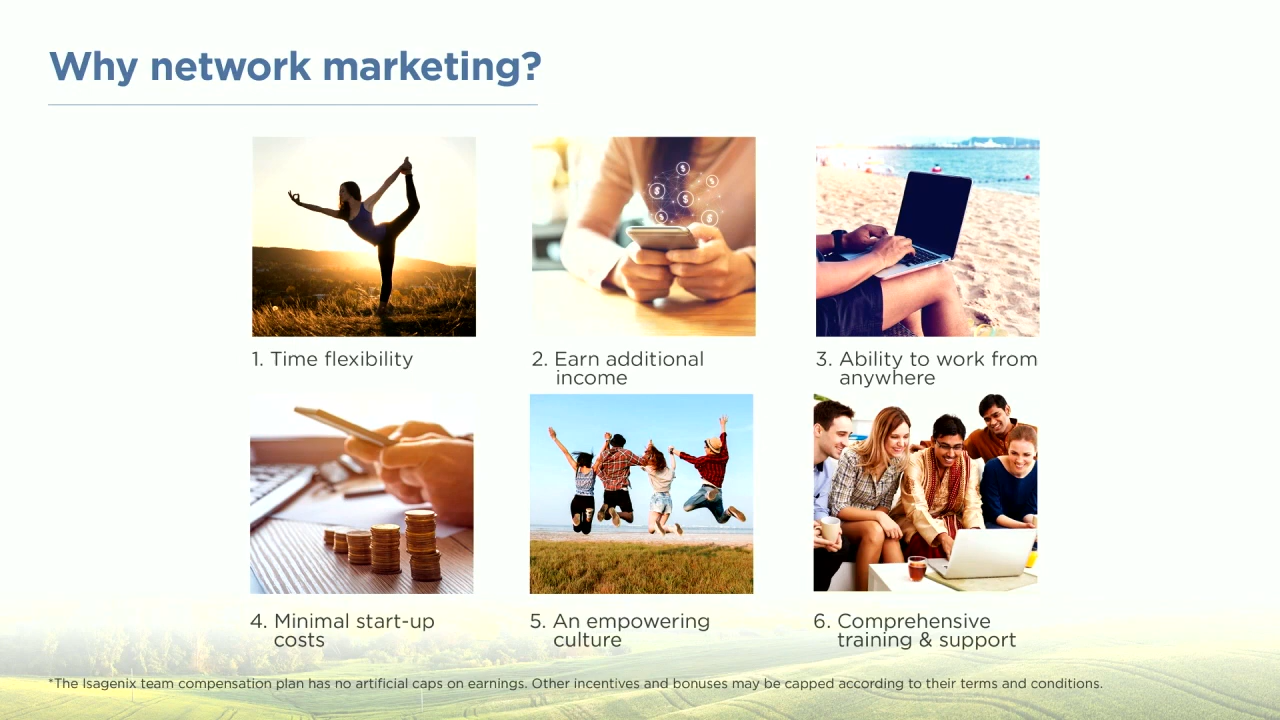 Why network marketing?
1. Time flexibility
2. Earn additional
income
3. Ability to work from
anywhere
4. Minimal start-up
costs
5. An empowering
culture
6. Comprehensive
training & support
*The Isagenix team compensation plan has no artificial caps on earnings. Other incentives and bonuses may be capped according to their terms and conditions.